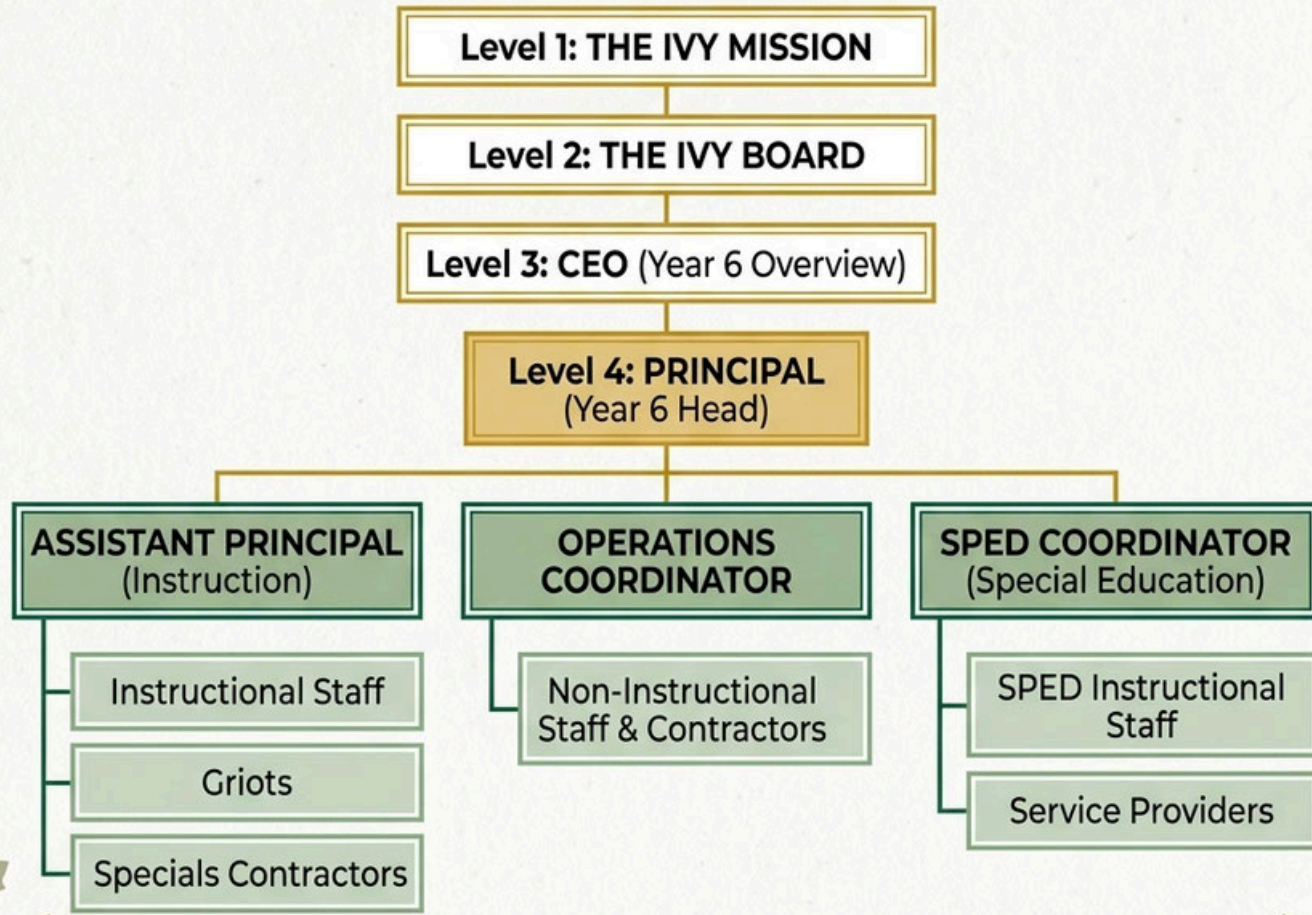 Level 1: THE IVY MISSION
Level 2: THE IVY BOARD
Level 3: CEO (Year 6 Overview)
Level 4: PRINCIPAL
(Year 6 Head)
ASSISTANT PRINCIPAL
(Instruction)
Instructional Staff
Griots
Specials Contractors
OPERATIONS
COORDINATOR
Non-Instructional
Staff & Contractors
SPED COORDINATOR
(Special Education)
SPED Instructional
Staff
Service Providers